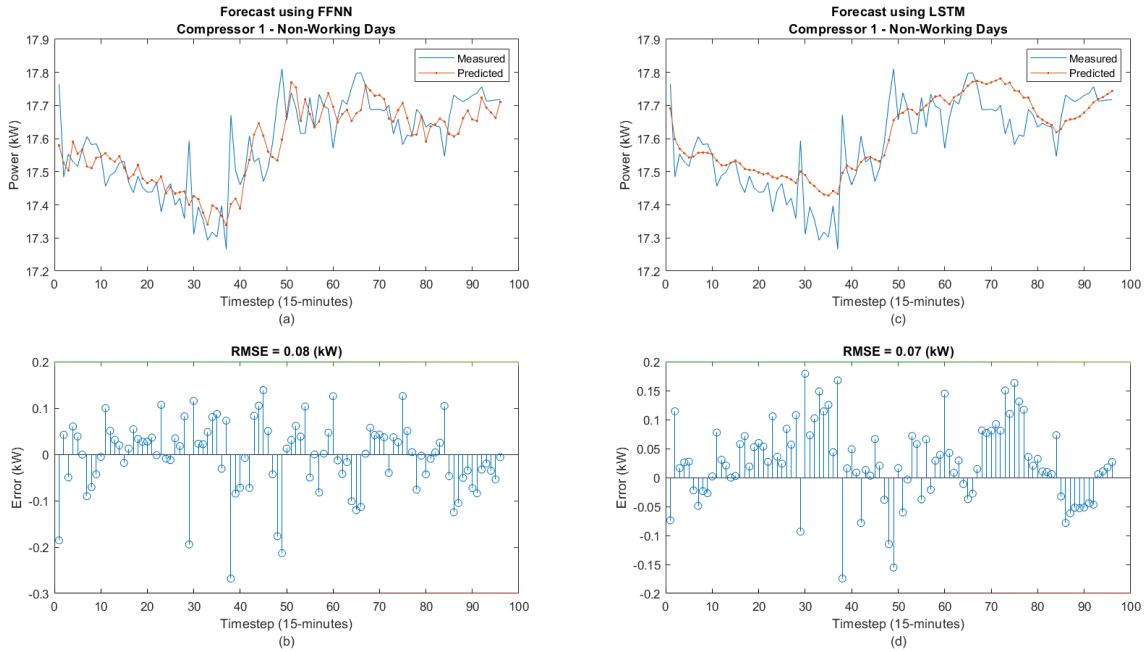 Forecast using FFNN
Compressor 1 - Non-Working Days
17.9
17.8
17.7
17.6
17.5
17.4
17.3
17.2
Power (kW)
Measured
Predicted
0 10 20 30 40 50 60 70 80 90 100
Timestep (15-minutes)
(a)
Forecast using LSTM
Compressor 1 - Non-Working Days
17.9
17.8
17.7
17.6
17.5
17.4
17.3
17.2
Power (kW)
Measured
Predicted
0 10 20 30 40 50 60 70 80 90 100
Timestep (15-minutes)
(c)
RMSE = 0.08 (kW)
0.2
0.1
0
-0.1
-0.2
-0.3
Error (kW)
0 10 20 30 40 50 60 70 80 90 100
Timestep (15-minutes)
(b)
RMSE = 0.07 (kW)
0.2
0.15
0.1
0.05
0
-0.05
-0.1
-0.15
-0.2
Error (kW)
0 10 20 30 40 50 60 70 80 90 100
Timestep (15-minutes)
(d)